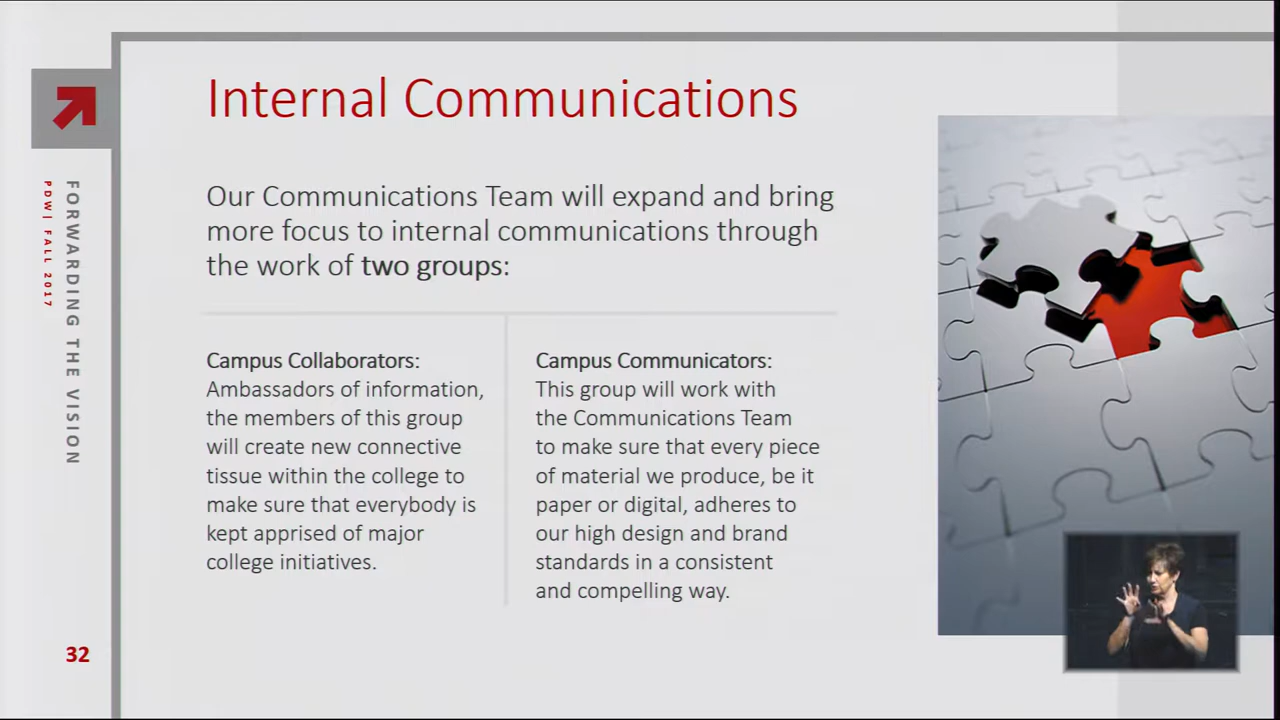 Internal Communications
Our Communications Team will expand and bring
more focus to internal communications through
the work of two groups:
Campus Collaborators:
Ambassadors of information,
the members of this group
will create new connective
tissue within the college to
make sure that everybody is
kept apprised of major
college initiatives.
Campus Communicators:
This group will work with
the Communications Team
to make sure that every piece
of material we produce, be it
paper or digital, adheres to
our high design and brand
standards in a consistent
and compelling way.
FORWARDING THE VISION
PDW| FALL 2017
32